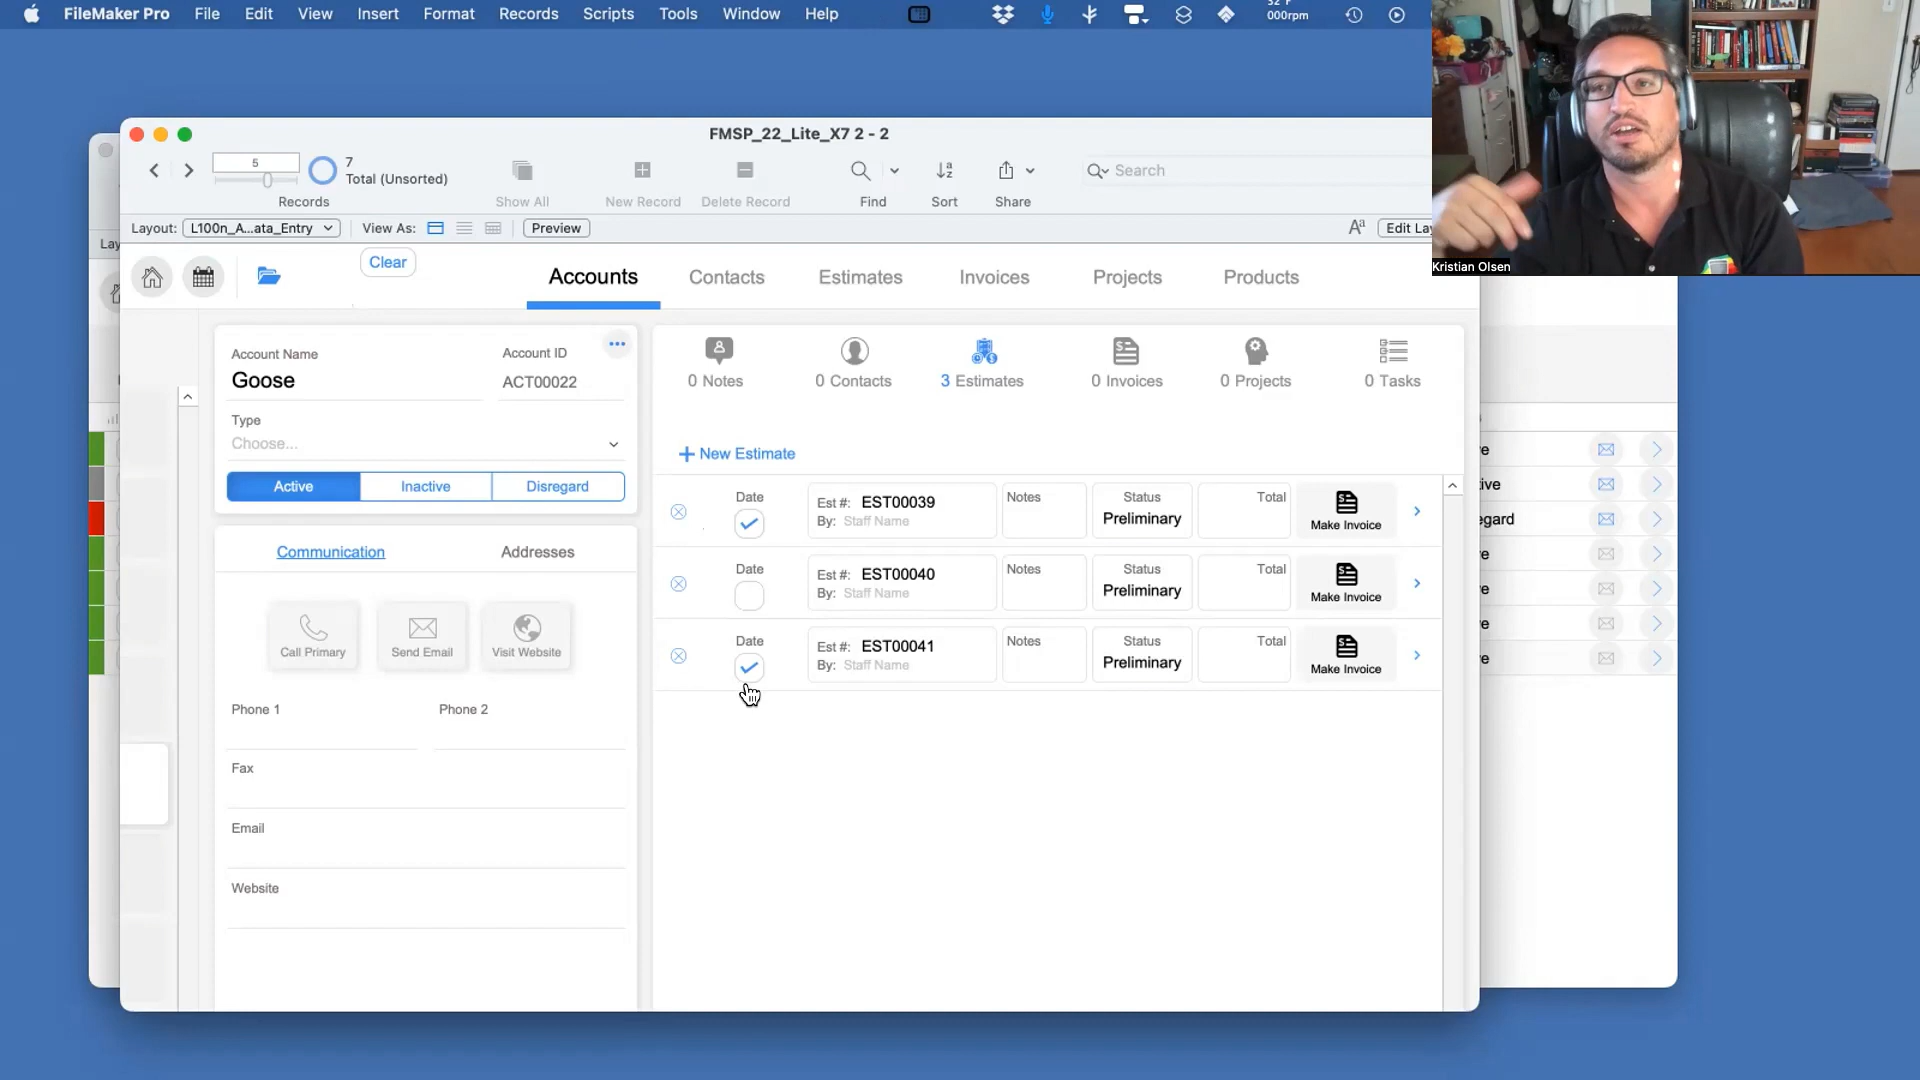 FileMaker Pro File Edit View Insert Format Records Scripts Tools Window Help
000rpm
Kristian Olsen
FMSP_22_Lite_X7 2 - 2
5
7
Total (Unsorted)
Search
Records Show All New Record Delete Record Find Sort Share
Layout: L100n_A...ata_Entry View As: Preview Aa Edit La
Lay
Clear
Accounts Contacts Estimates Invoices Projects Products
Account Name
Goose
Account ID
ACT00022
Type
Choose...
Active Inactive Disregard
Communication Addresses
Call Primary Send Email Visit Website
Phone 1 Phone 2
Fax
Email
Website
0 Notes 0 Contacts 3 Estimates 0 Invoices 0 Projects 0 Tasks
New Estimate
Date Est #: EST00039 Notes Status Total
By: Staff Name Preliminary Make Invoice
Date Est #: EST00040 Notes Status Total
By: Staff Name Preliminary Make Invoice
Date Est #: EST00041 Notes Status Total
By: Staff Name Preliminary Make Invoice
e
ive
egard
e
e
e
e